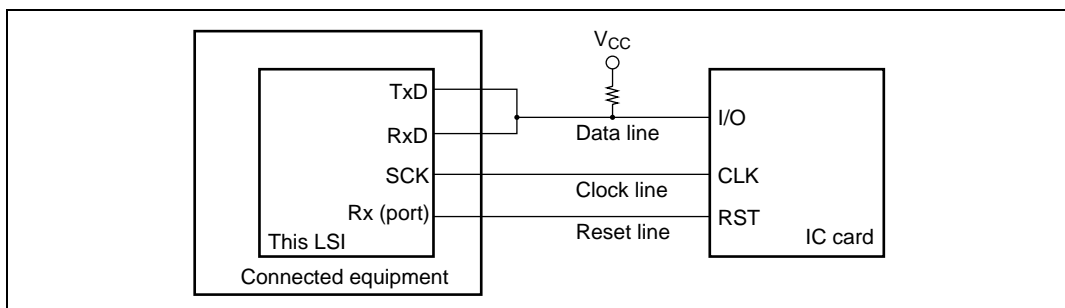 VCC
TxD
I/O
Data line
RxD
SCK
CLK
Clock line
Rx (port)
RST
Reset line
This LSI
IC card
Connected equipment